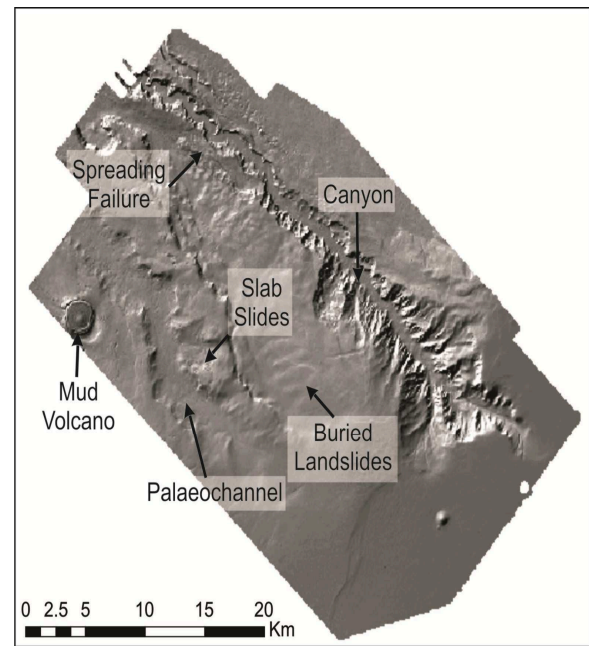 Spreading
Failure
Canyon
Slab
Slides
Mud
Volcano
Buried
Landslides
Palaeochannel
0 2.5 5 10 15 20
Km